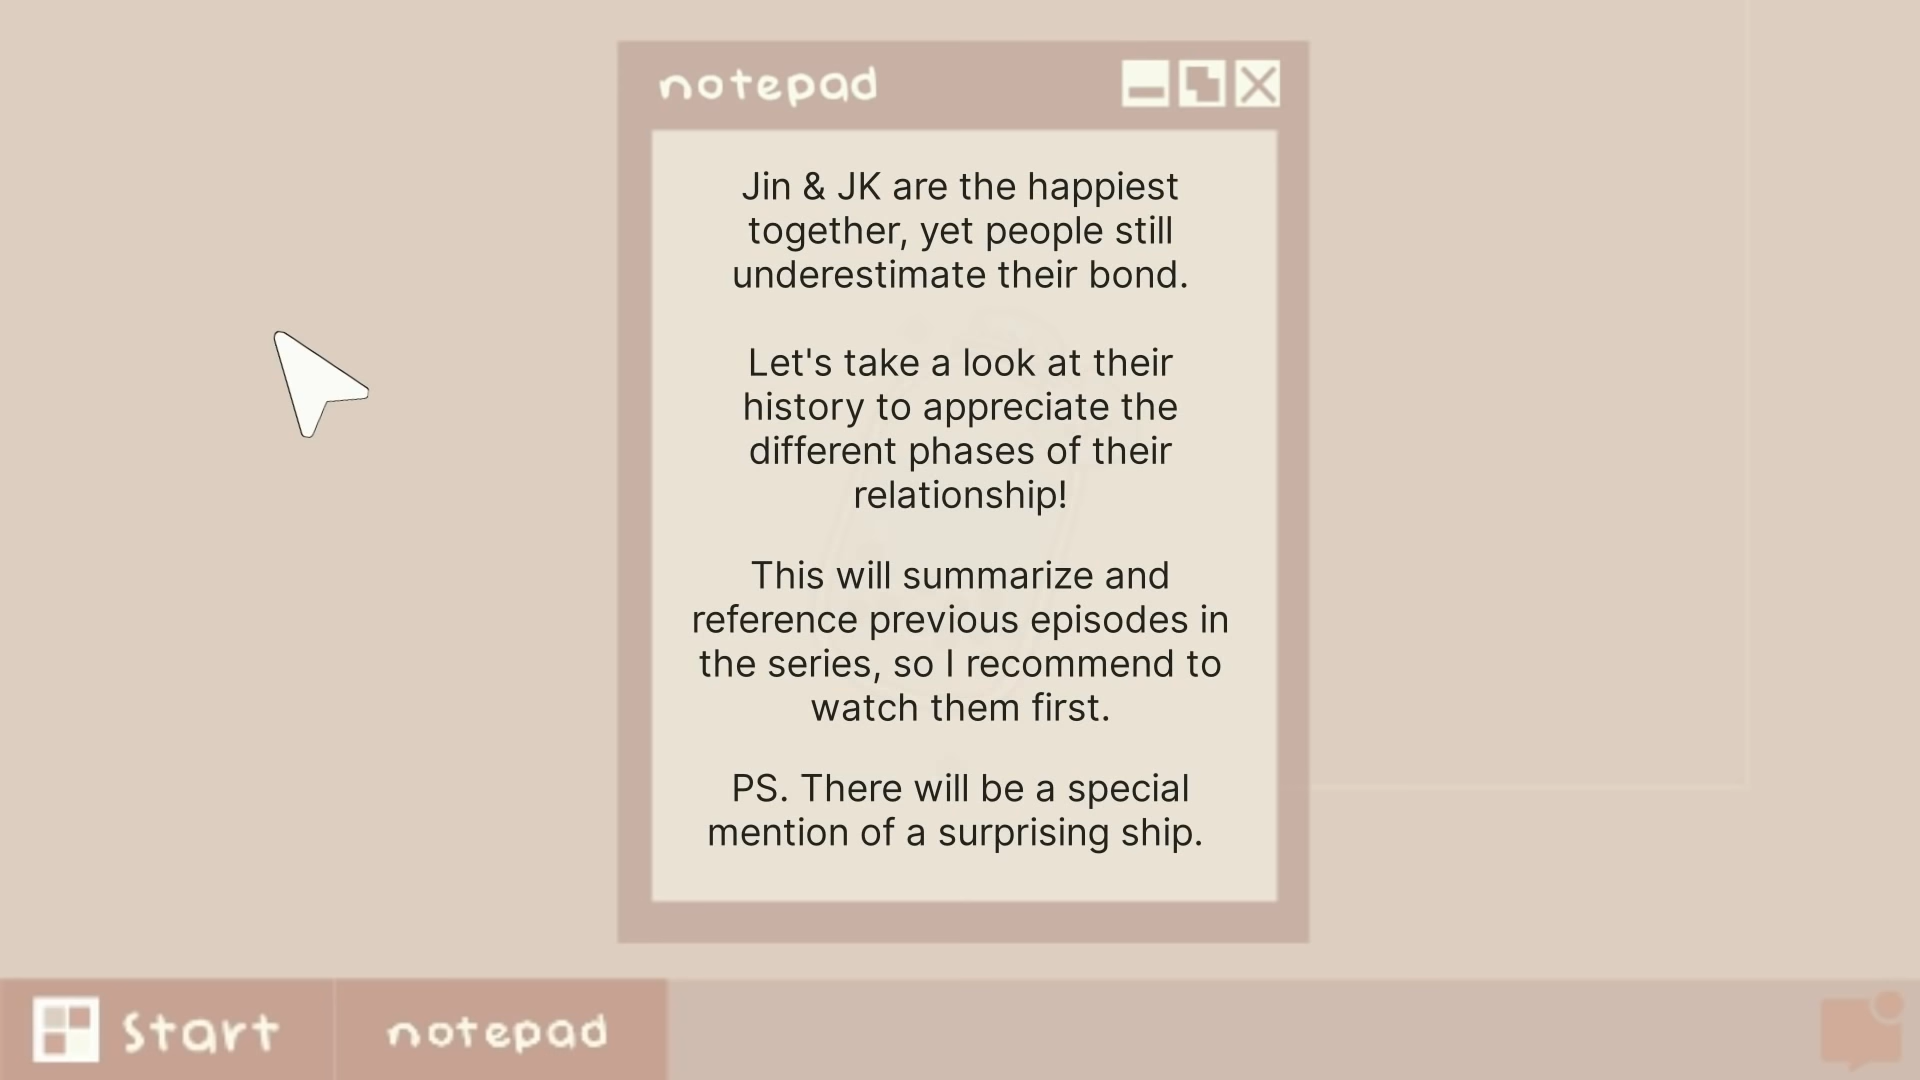 notepad
Jin & JK are the happiest
together, yet people still
underestimate their bond.
Let's take a look at their
history to appreciate the
different phases of their
relationship!
This will summarize and
reference previous episodes in
the series, so I recommend to
watch them first.
PS. There will be a special
mention of a surprising ship.
Start
notepad